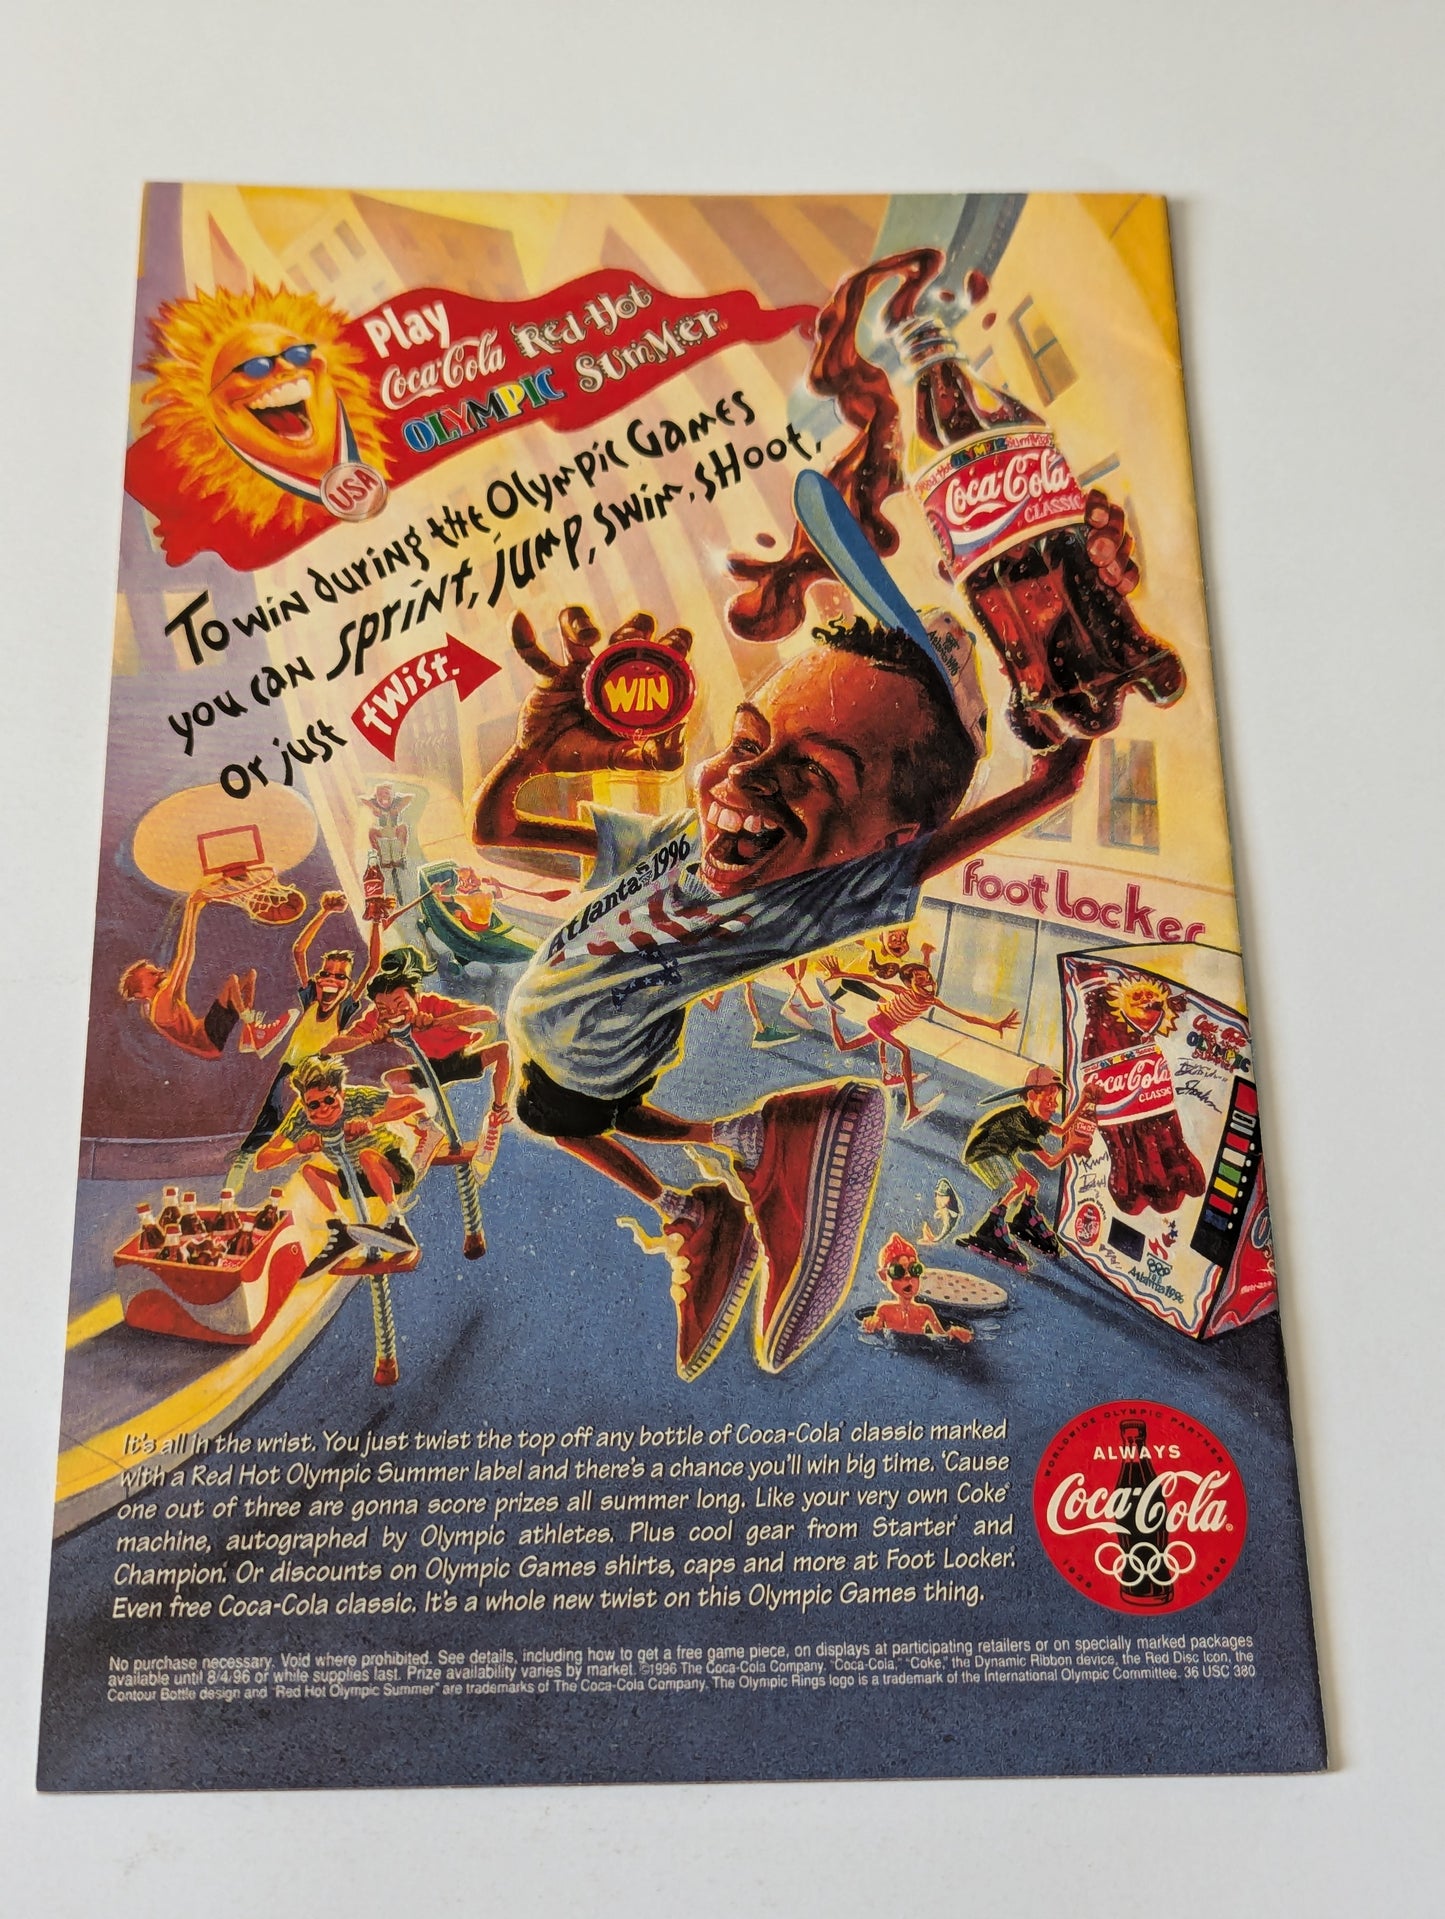 Play
Coca-Cola Red-Hot
OLYMPIC SUMMER
USA
To win during the Olympic Games
you can sprint, jump, swim, shoot,
or just twist.
WIN
Coca-Cola
CLASSIC
Atlanta 1996
foot Locker
OLYMPIC
Coca-Cola
CLASSIC
Atlanta 1996
It's all in the wrist. You just twist the top off any bottle of Coca-Cola® classic marked
with a Red Hot Olympic Summer label and there's a chance you'll win big time. 'Cause
one out of three are gonna score prizes all summer long. Like your very own Coke®
machine, autographed by Olympic athletes. Plus cool gear from Starter® and
Champion®. Or discounts on Olympic Games shirts, caps and more at Foot Locker®.
Even free Coca-Cola classic. It's a whole new twist on this Olympic Games thing.
WORLDWIDE OLYMPIC PARTNER
ALWAYS
Coca-Cola®
1928 1996
No purchase necessary. Void where prohibited. See details, including how to get a free game piece, on displays at participating retailers or on specially marked packages
available until 8/4/96 or while supplies last. Prize availability varies by market. ©1996 The Coca-Cola Company. "Coca-Cola," "Coke," the Dynamic Ribbon device, the Red Disc Icon, the
Contour Bottle design and "Red Hot Olympic Summer" are trademarks of The Coca-Cola Company. The Olympic Rings logo is a trademark of the International Olympic Committee. 36 USC 380